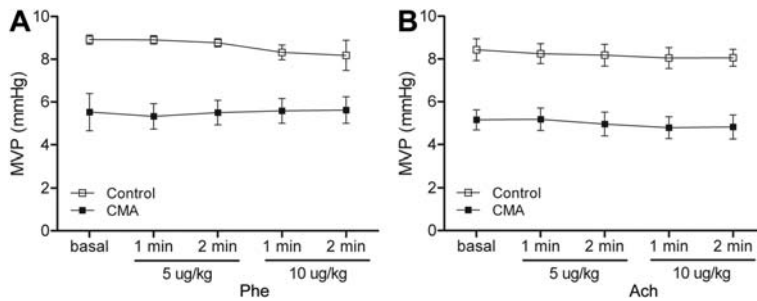 A
MVP (mmHg)
10
8
6
4
2
0
Control
CMA
basal 1 min 2 min 1 min 2 min
5 ug/kg 10 ug/kg
Phe
B
MVP (mmHg)
10
8
6
4
2
0
Control
CMA
basal 1 min 2 min 1 min 2 min
5 ug/kg 10 ug/kg
Ach